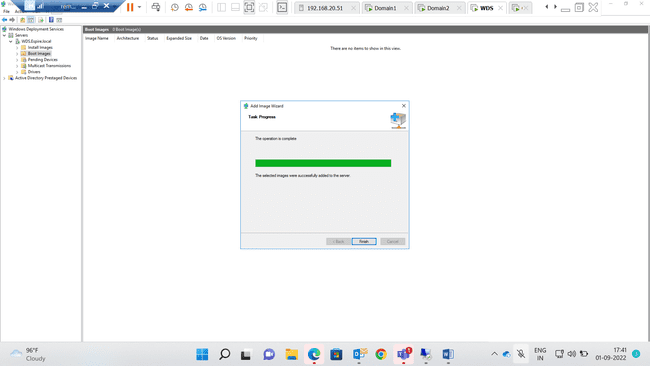 rem...
192.168.20.51
Domain1
Domain2
WDS
File
Windows Deployment Services
Servers
WDS.Espire.local
Install Images
Boot Images
Pending Devices
Multicast Transmissions
Drivers
Active Directory Prestaged Devices
Boot Images 0 Boot Image(s)
Image Name Architecture Status Expanded Size Date OS Version Priority
There are no items to show in this view.
Add Image Wizard
Task Progress
The operation is complete
The selected images were successfully added to the server.
< Back Finish Cancel
96°F
Cloudy
1
ENG
IN
17:41
01-09-2022